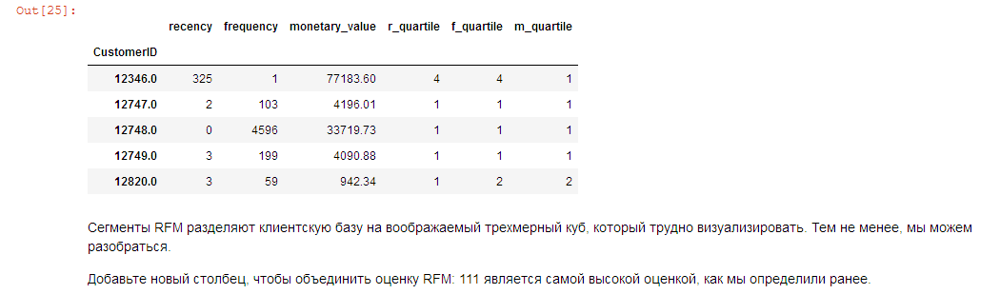 Out[25]:
recency frequency monetary_value r_quartile f_quartile m_quartile
CustomerID
12346.0 325 1 77183.60 4 4 1
12747.0 2 103 4196.01 1 1 1
12748.0 0 4596 33719.73 1 1 1
12749.0 3 199 4090.88 1 1 1
12820.0 3 59 942.34 1 2 2
Сегменты RFM разделяют клиентскую базу на воображаемый трехмерный куб, который трудно визуализировать. Тем не менее, мы можем
разобраться.
Добавьте новый столбец, чтобы объединить оценку RFM: 111 является самой высокой оценкой, как мы определили ранее.